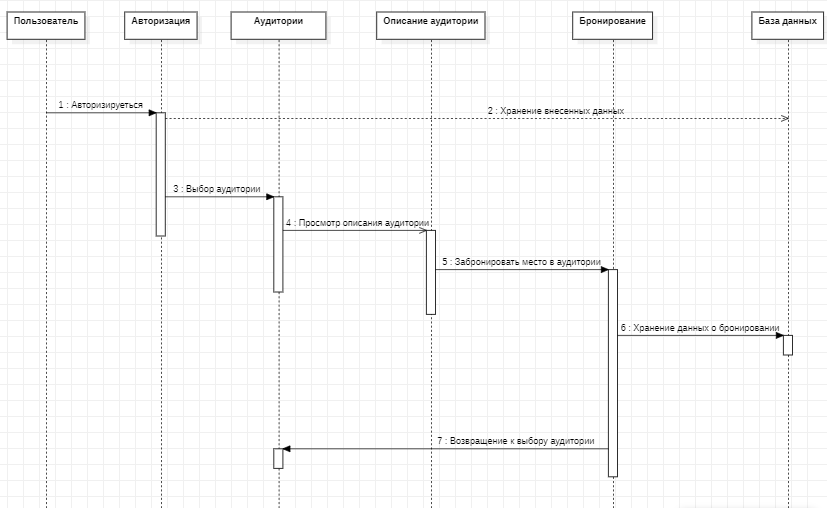 Пользователь
Авторизация
Аудитории
Описание аудитории
Бронирование
База данных
1 : Авторизируеться
2 : Хранение внесенных данных
3 : Выбор аудитории
4 : Просмотр описания аудитории
5 : Забронировать место в аудитории
6 : Хранение данных о бронировании
7 : Возвращение к выбору аудитории